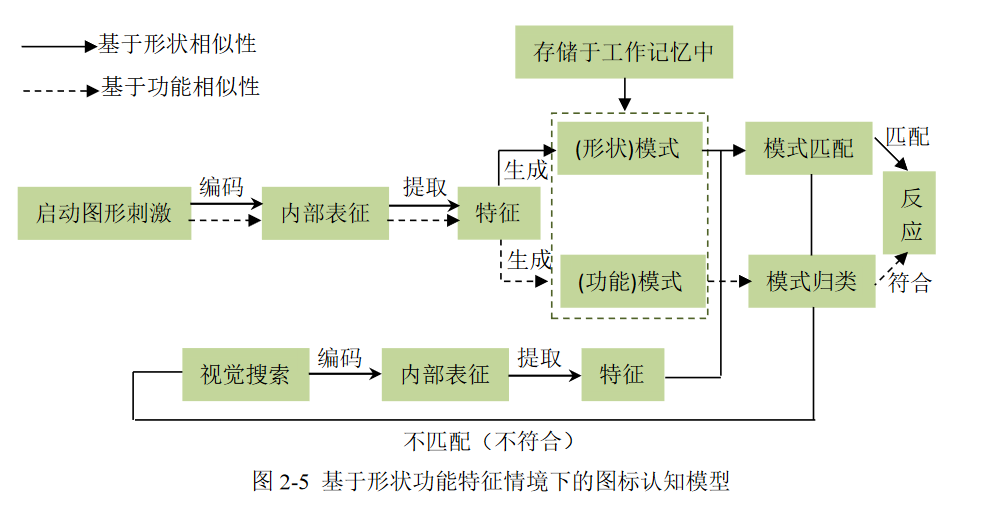 基于形状相似性
基于功能相似性
存储于工作记忆中
(形状)模式
模式匹配
匹配
生成
编码
提取
启动图形刺激
内部表征
特征
反
应
生成
(功能)模式
模式归类
符合
视觉搜索
编码
内部表征
提取
特征
不匹配（不符合）
图 2-5 基于形状功能特征情境下的图标认知模型